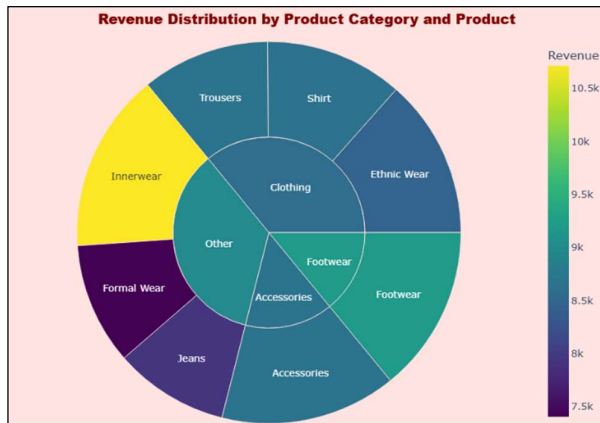 Revenue Distribution by Product Category and Product
Revenue
Trousers
Shirt
10.5k
10k
Innerwear
Clothing
Ethnic Wear
9.5k
Other
9k
Footwear
Formal Wear
Accessories
Footwear
8.5k
Jeans
Accessories
8k
7.5k